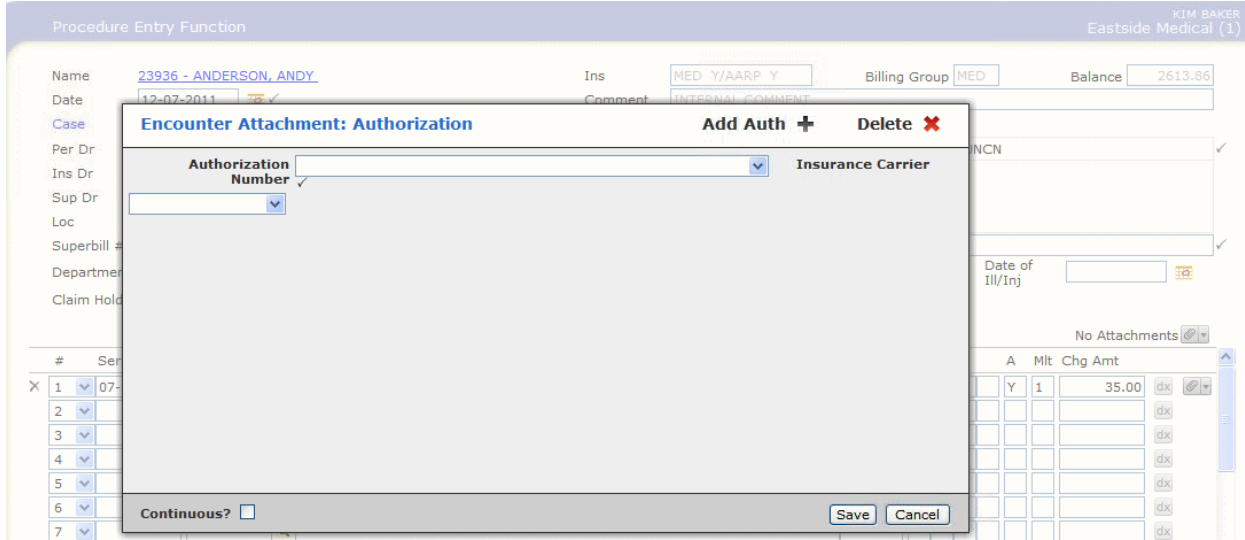 KIM BAKER
Procedure Entry Function Eastside Medical (1)
Name 23936 - ANDERSON, ANDY Ins MED Y/AARP Y Billing Group MED Balance 2613.86
Date 12-07-2011 Comment INTERNAL COMMENT
Case
Encounter Attachment: Authorization Add Auth Delete
Per Dr
Authorization Number Insurance Carrier
Ins Dr
Sup Dr
Loc
Superbill #
Date of Ill/Inj
Claim Hold
No Attachments
# A Mlt Chg Amt
1 07- Y 1 35.00 dx
2 dx
3 dx
4 dx
5 dx
6 dx
Continuous? Save Cancel
7 dx